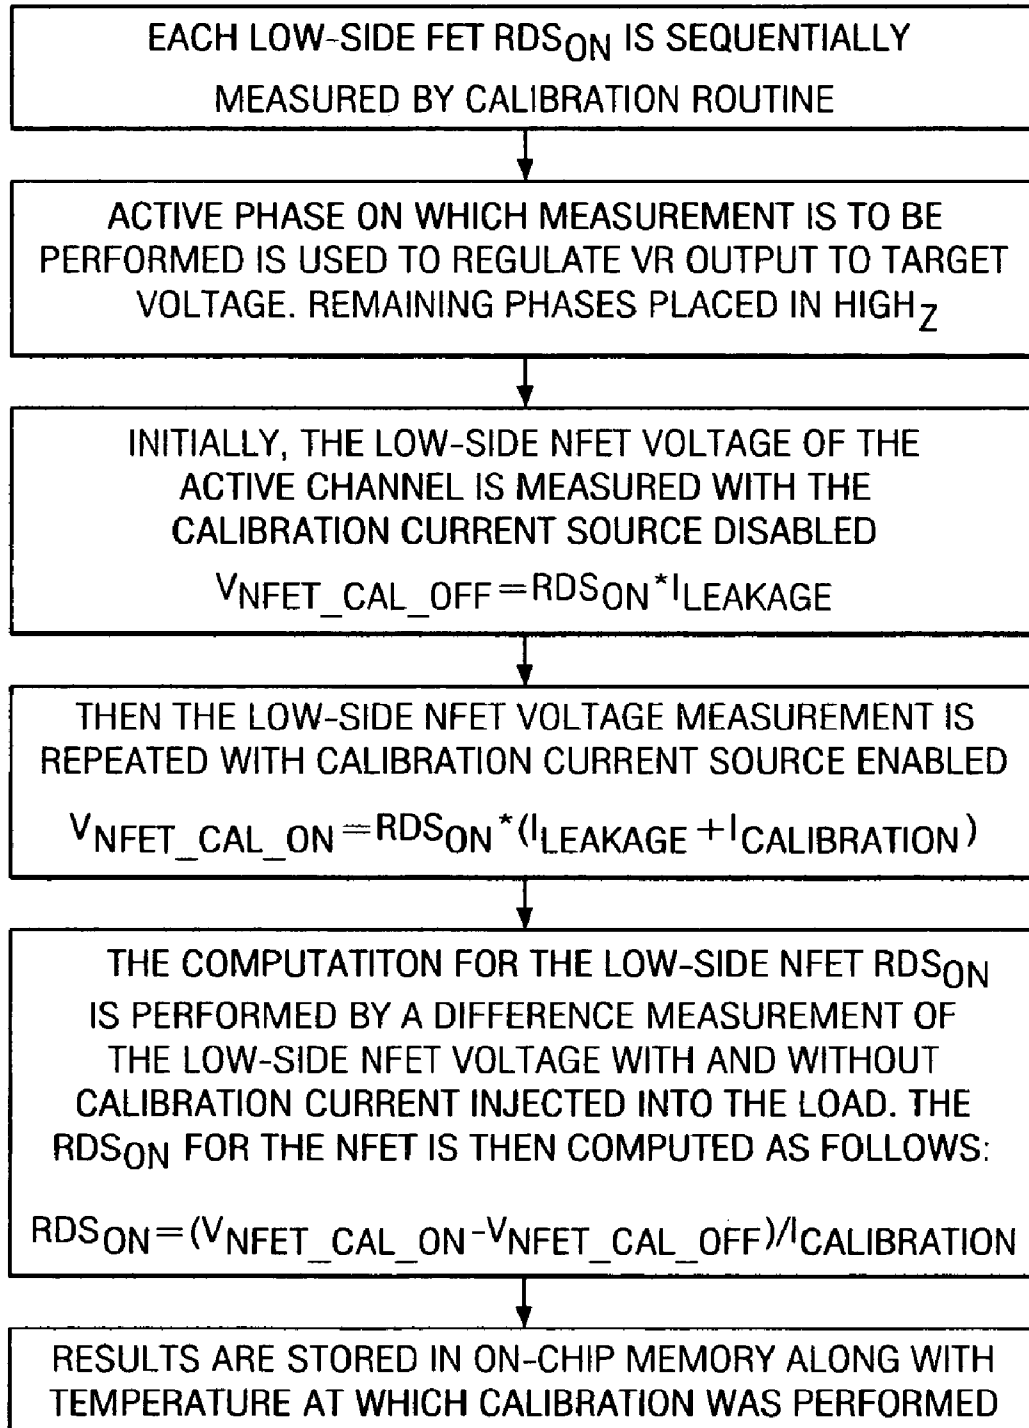 EACH LOW-SIDE FET RDSON IS SEQUENTIALLY
MEASURED BY CALIBRATION ROUTINE
ACTIVE PHASE ON WHICH MEASUREMENT IS TO BE
PERFORMED IS USED TO REGULATE VR OUTPUT TO TARGET
VOLTAGE. REMAINING PHASES PLACED IN HIGHZ
INITIALLY, THE LOW-SIDE NFET VOLTAGE OF THE
ACTIVE CHANNEL IS MEASURED WITH THE
CALIBRATION CURRENT SOURCE DISABLED
VNFET_CAL_OFF=RDSON*ILEAKAGE
THEN THE LOW-SIDE NFET VOLTAGE MEASUREMENT IS
REPEATED WITH CALIBRATION CURRENT SOURCE ENABLED
VNFET_CAL_ON=RDSON*(ILEAKAGE+ICALIBRATION)
THE COMPUTATITON FOR THE LOW-SIDE NFET RDSON
IS PERFORMED BY A DIFFERENCE MEASUREMENT OF
THE LOW-SIDE NFET VOLTAGE WITH AND WITHOUT
CALIBRATION CURRENT INJECTED INTO THE LOAD. THE
RDSON FOR THE NFET IS THEN COMPUTED AS FOLLOWS:
RDSON=(VNFET_CAL_ON-VNFET_CAL_OFF)/ICALIBRATION
RESULTS ARE STORED IN ON-CHIP MEMORY ALONG WITH
TEMPERATURE AT WHICH CALIBRATION WAS PERFORMED